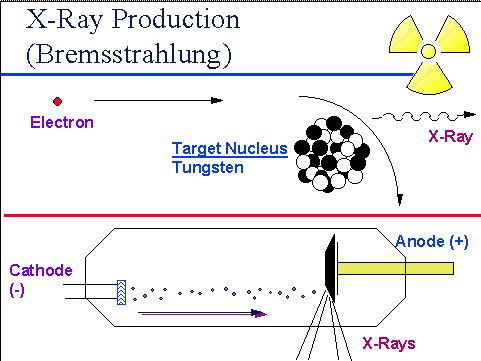 X-Ray Production
(Bremsstrahlung)
Electron
X-Ray
Target Nucleus
Tungsten
Anode (+)
Cathode
(-)
X-Rays